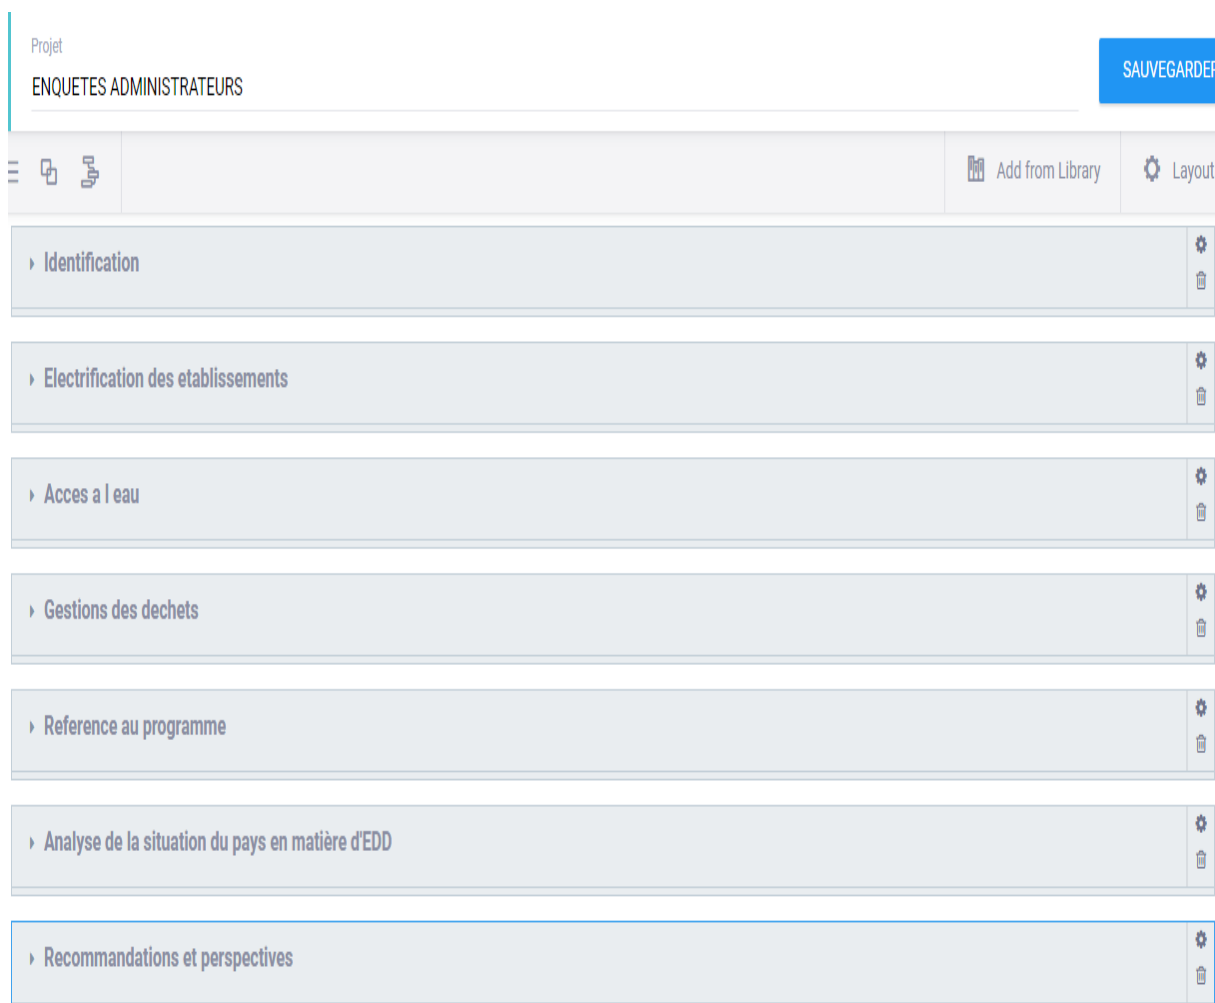 Projet
ENQUETES ADMINISTRATEURS
SAUVEGARDER
Add from Library
Layout
Identification
Electrification des etablissements
Acces a l eau
Gestions des dechets
Reference au programme
Analyse de la situation du pays en matière d'EDD
Recommandations et perspectives